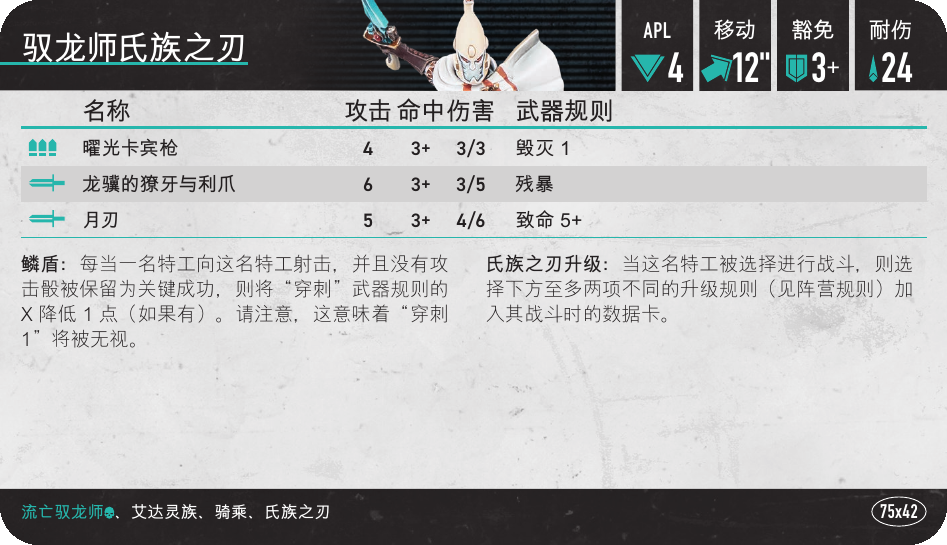 驭龙师氏族之刃
APL 移动 豁免 耐伤
4 12" 3+ 24
名称 攻击 命中 伤害 武器规则
曜光卡宾枪 4 3+ 3/3 毁灭 1
龙骥的獠牙与利爪 6 3+ 3/5 残暴
月刃 5 3+ 4/6 致命 5+
鳞盾：每当一名特工向这名特工射击，并且没有攻
击骰被保留为关键成功，则将“穿刺”武器规则的
X 降低 1 点（如果有）。请注意，这意味着“穿刺
1”将被无视。
氏族之刃升级：当这名特工被选择进行战斗，则选
择下方至多两项不同的升级规则（见阵营规则）加
入其战斗时的数据卡。
流亡驭龙师、艾达灵族、骑乘、氏族之刃
75x42